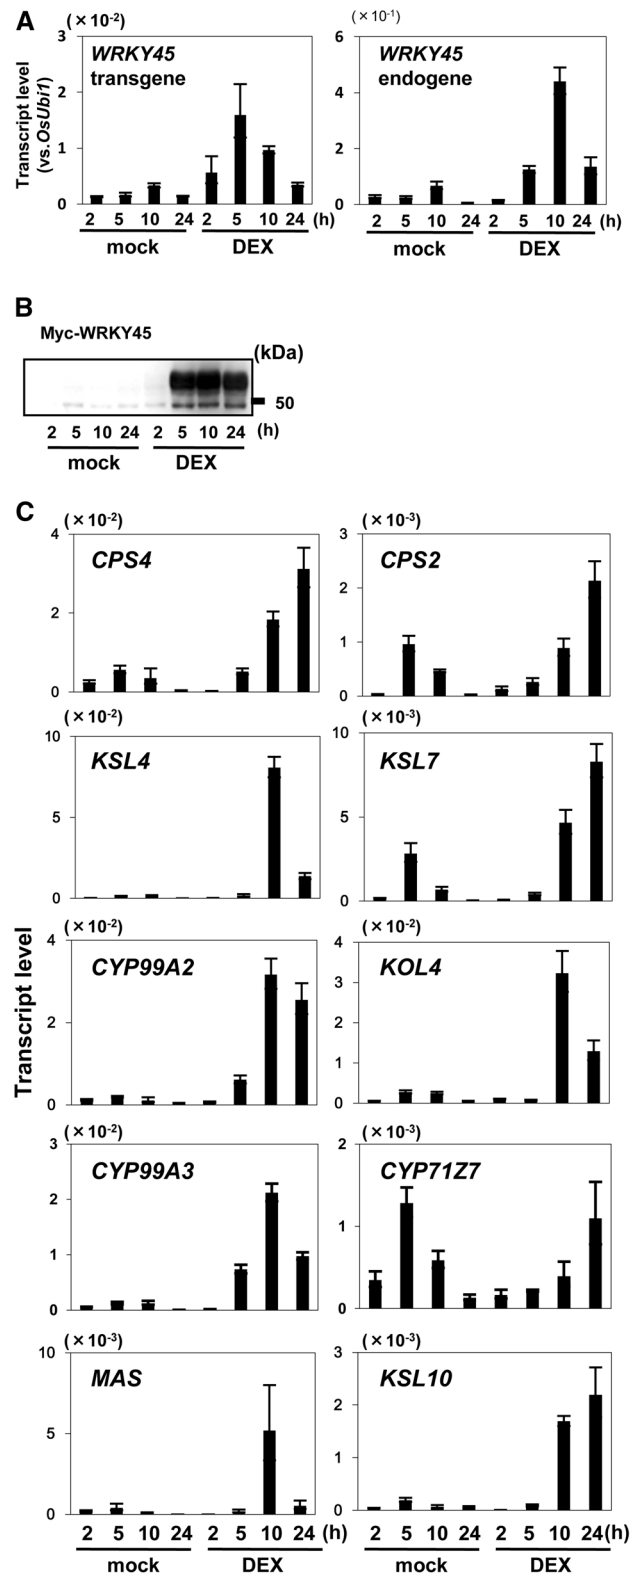 A
(×10-2)
(×10-1)
WRKY45
transgene
WRKY45
endogene
Transcript level
(vs.OsUbi1)
3
2
1
0
6
4
2
0
2 5 10 24 2 5 10 24 (h)
2 5 10 24 2 5 10 24 (h)
mock DEX
mock DEX
B
Myc-WRKY45
(kDa)
50
2 5 10 24 2 5 10 24 (h)
mock DEX
C
Transcript level
(×10-2)
CPS4
4
2
0
(×10-3)
CPS2
3
2
1
0
(×10-2)
KSL4
10
5
0
(×10-3)
KSL7
10
5
0
(×10-2)
CYP99A2
4
2
0
(×10-2)
KOL4
4
3
2
1
0
(×10-2)
CYP99A3
3
2
1
0
(×10-3)
CYP71Z7
2
1
0
(×10-3)
MAS
10
5
0
(×10-3)
KSL10
3
2
1
0
2 5 10 24 2 5 10 24 (h)
2 5 10 24 2 5 10 24(h)
mock DEX
mock DEX